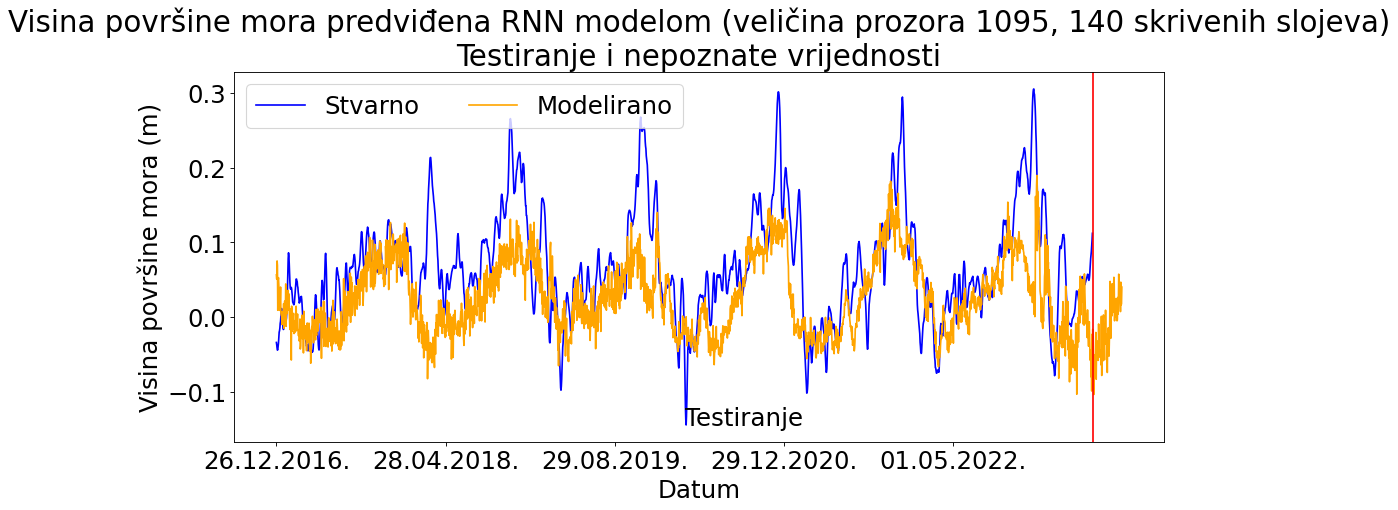 Visina površine mora predviđena RNN modelom (veličina prozora 1095, 140 skrivenih slojeva)
Testiranje i nepoznate vrijednosti
Stvarno
Modelirano
0.3
0.2
0.1
0.0
−0.1
Visina površine mora (m)
Testiranje
26.12.2016.
28.04.2018.
29.08.2019.
29.12.2020.
01.05.2022.
Datum